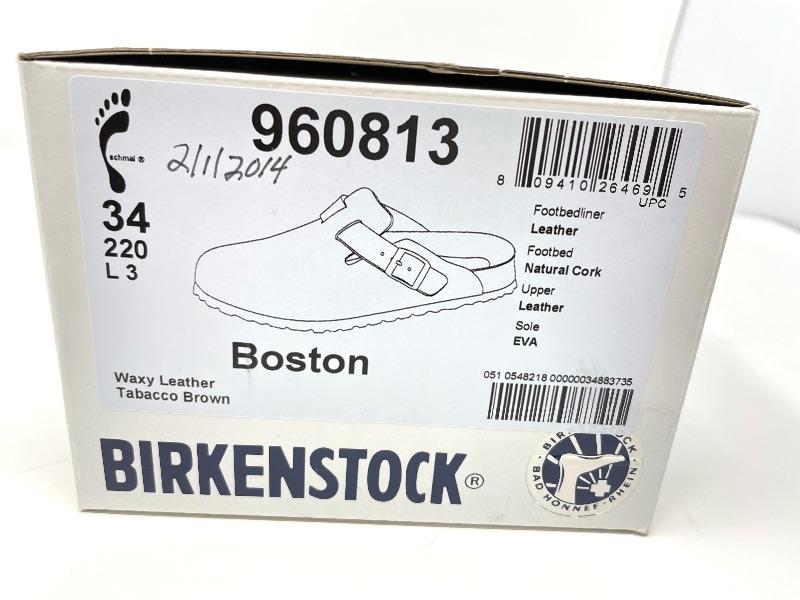 960813
schmal ®
2/1/2014
34
220
L 3
8 09410 26469 5
UPC
Footbedliner
Leather
Footbed
Natural Cork
Upper
Leather
Sole
EVA
Boston
051 0548218 00000034883735
Waxy Leather
Tabacco Brown
BIRKENSTOCK®
BIRKENSTOCK
BAD HONNEF-RHEIN